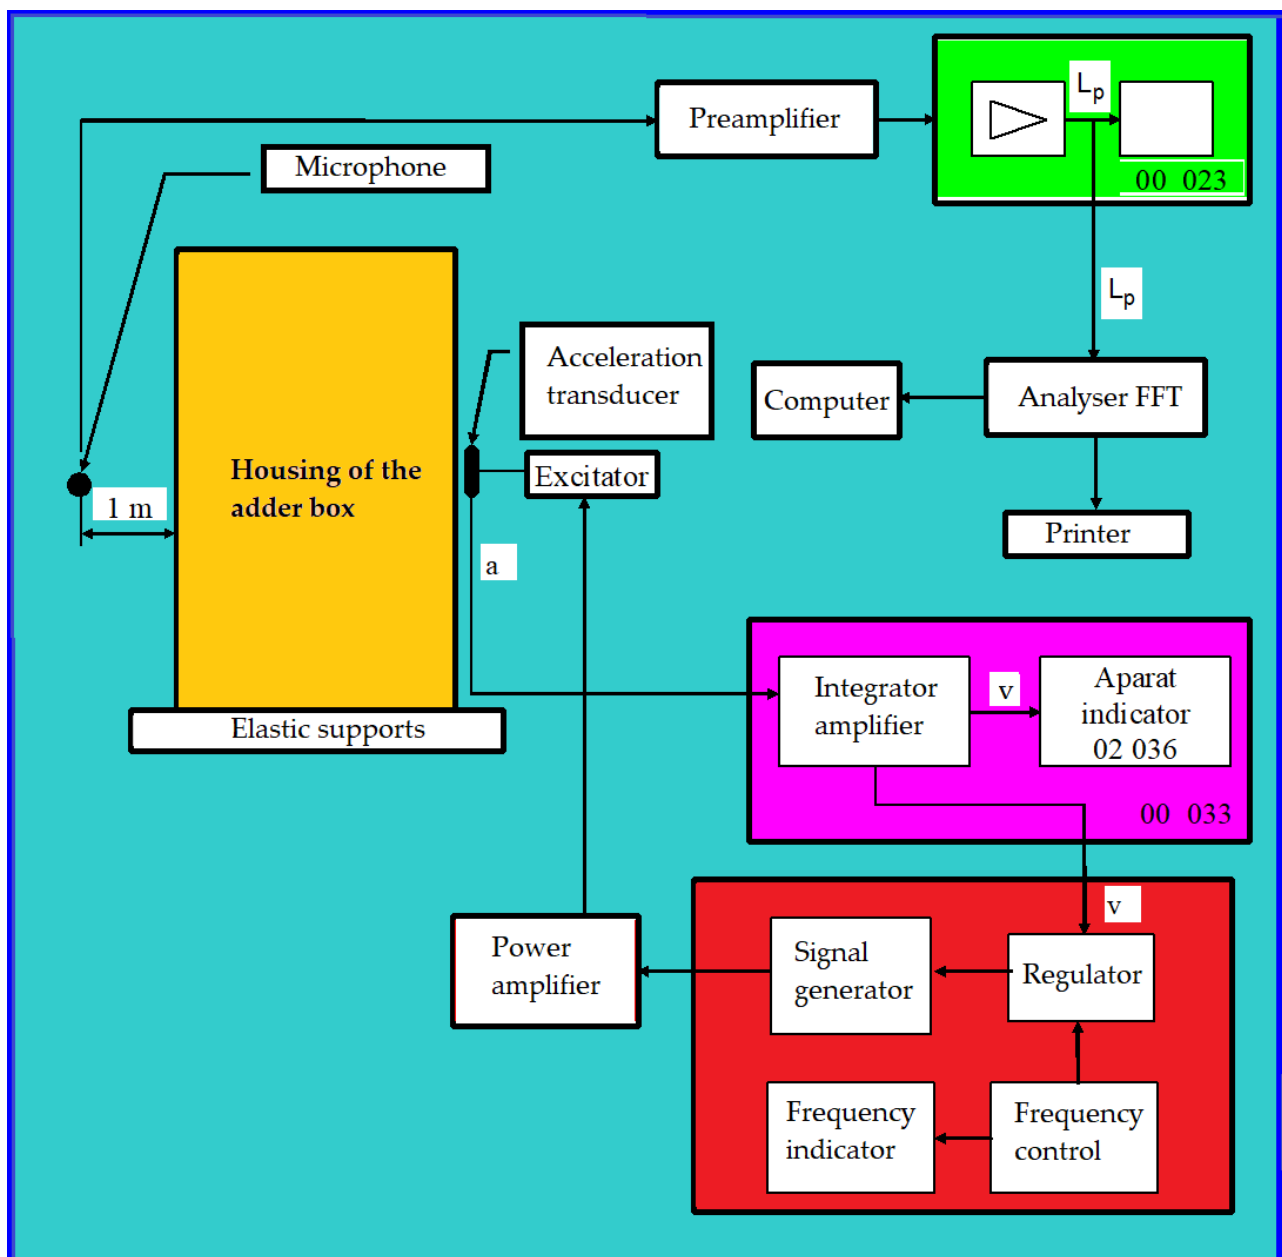 Preamplifier
Lp
00 023
Microphone
Lp
Acceleration
transducer
Computer
Analyser FFT
Housing of the
adder box
Excitator
1 m
Printer
a
Elastic supports
Integrator
amplifier
v
Aparat
indicator
02 036
00 033
v
Power
amplifier
Signal
generator
Regulator
Frequency
indicator
Frequency
control